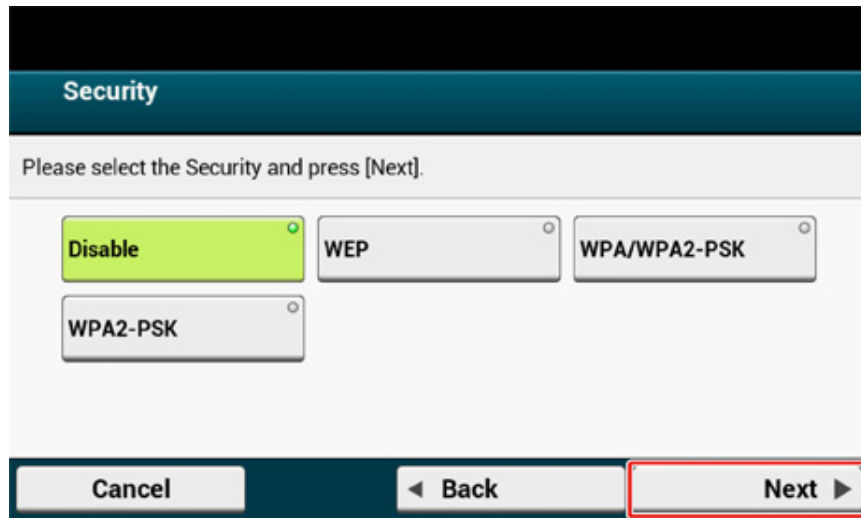 Security
Please select the Security and press [Next].
Disable
WEP
WPA/WPA2-PSK
WPA2-PSK
Cancel
Back
Next